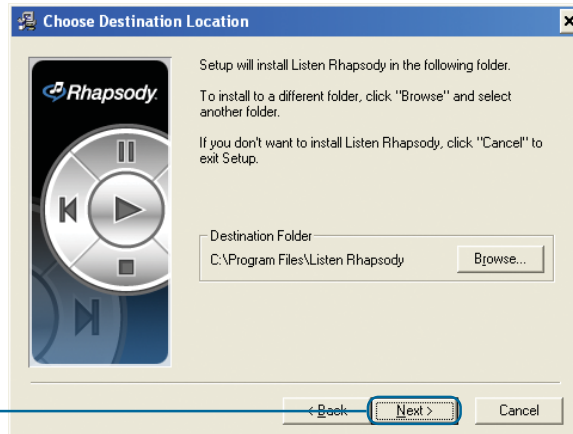 Choose Destination Location
Rhapsody.
Setup will install Listen Rhapsody in the following folder.
To install to a different folder, click "Browse" and select
another folder.
If you don't want to install Listen Rhapsody, click "Cancel" to
exit Setup.
Destination Folder
C:\Program Files\Listen Rhapsody
Browse...
< Back
Next >
Cancel